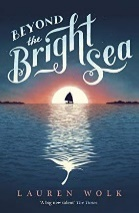 BEYOND
the
Bright
Sea
LAUREN WOLK
'A big new talent' The Times